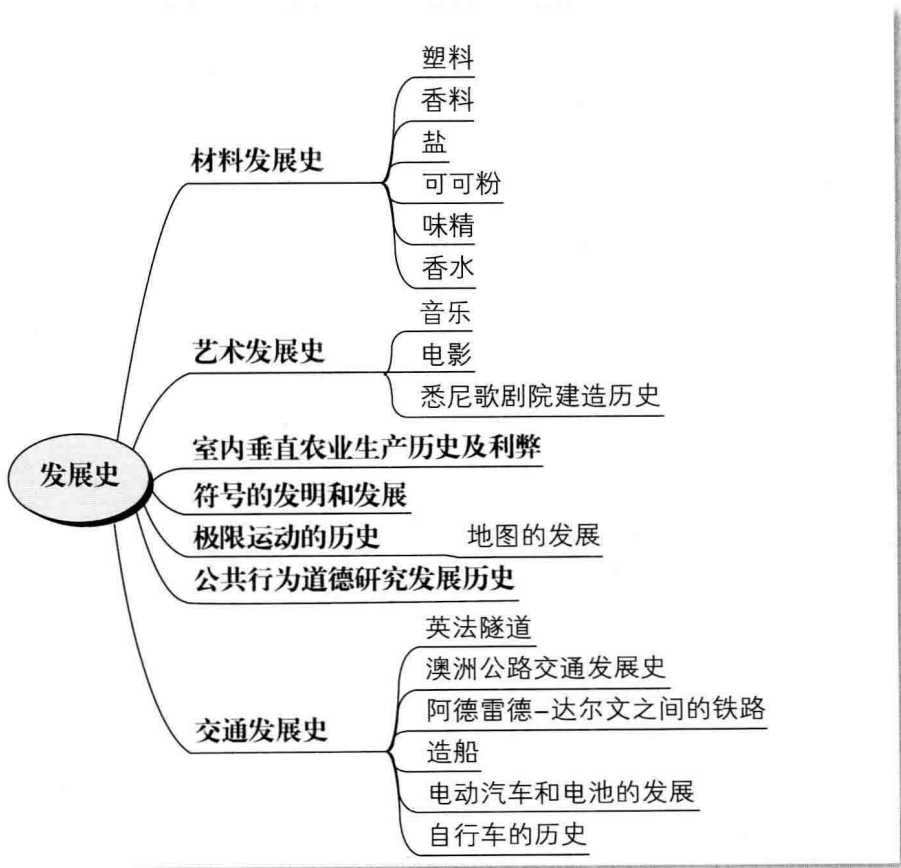 塑料
香料
盐
材料发展史
可可粉
味精
香水
音乐
艺术发展史
电影
悉尼歌剧院建造历史
室内垂直农业生产历史及利弊
发展史
符号的发明和发展
极限运动的历史
地图的发展
公共行为道德研究发展历史
英法隧道
澳洲公路交通发展史
阿德雷德-达尔文之间的铁路
交通发展史
造船
电动汽车和电池的发展
自行车的历史